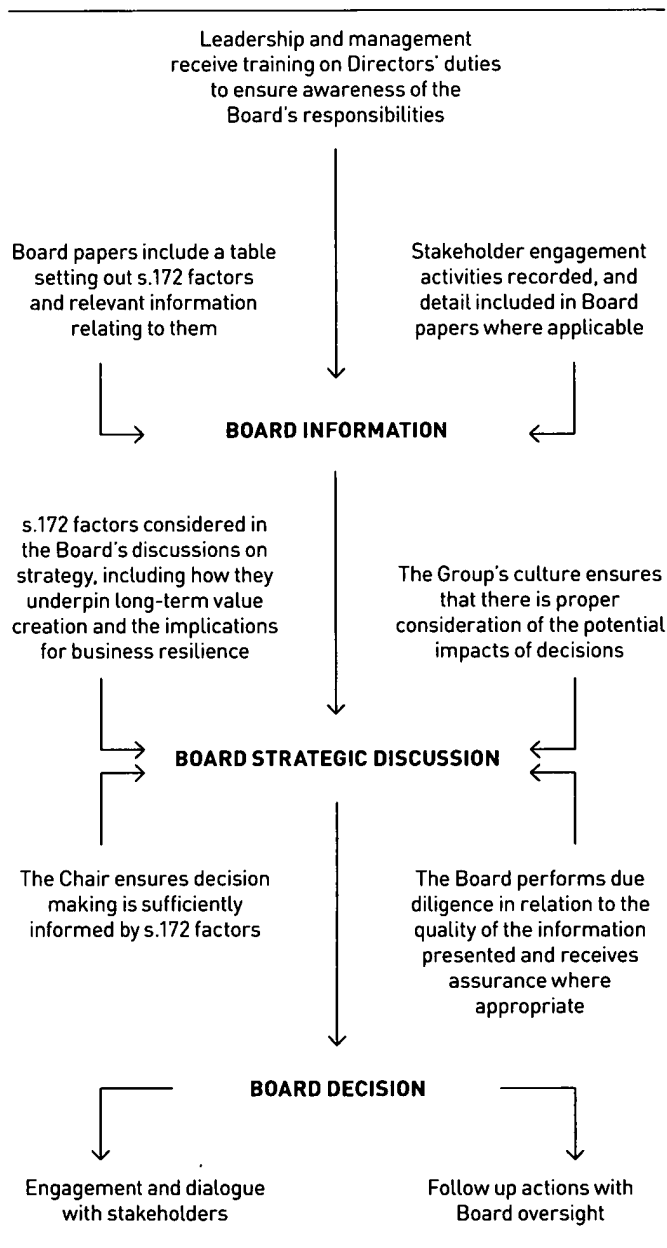 Leadership and management
receive training on Directors' duties
to ensure awareness of the
Board's responsibilities
Board papers include a table
setting out s.172 factors
and relevant information
relating to them
Stakeholder engagement
activities recorded, and
detail included in Board
papers where applicable
BOARD INFORMATION
s.172 factors considered in
the Board's discussions on
strategy, including how they
underpin long-term value
creation and the implications
for business resilience
The Group's culture ensures
that there is proper
consideration of the potential
impacts of decisions
BOARD STRATEGIC DISCUSSION
The Chair ensures decision
making is sufficiently
informed by s.172 factors
The Board performs due
diligence in relation to the
quality of the information
presented and receives
assurance where
appropriate
BOARD DECISION
Engagement and dialogue
with stakeholders
Follow up actions with
Board oversight